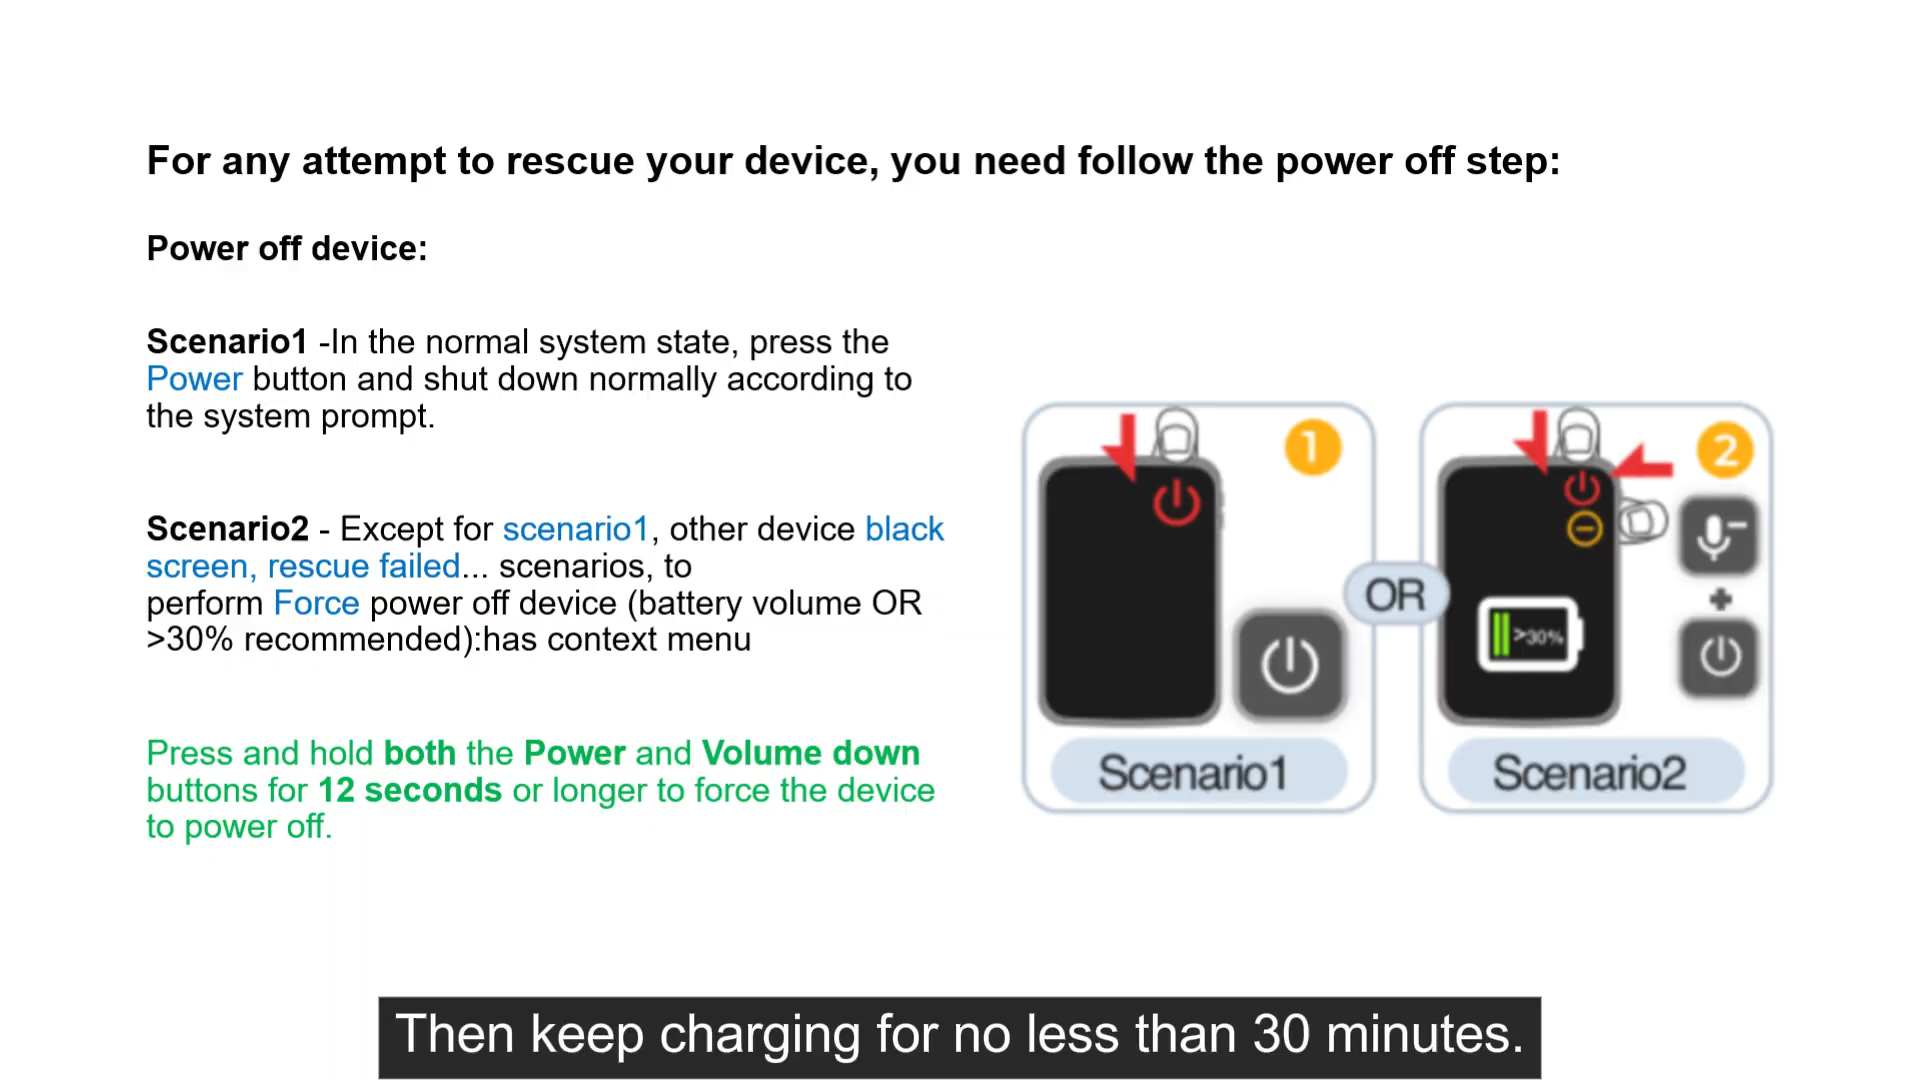 For any attempt to rescue your device, you need follow the power off step:
Power off device:
Scenario1 -In the normal system state, press the
Power button and shut down normally according to
the system prompt.
Scenario2 - Except for scenario1, other device black
screen, rescue failed... scenarios, to
perform Force power off device (battery volume OR
>30% recommended):has context menu
Press and hold both the Power and Volume down
buttons for 12 seconds or longer to force the device
to power off.
1
Scenario1
OR
2
>30%
Scenario2
Then keep charging for no less than 30 minutes.